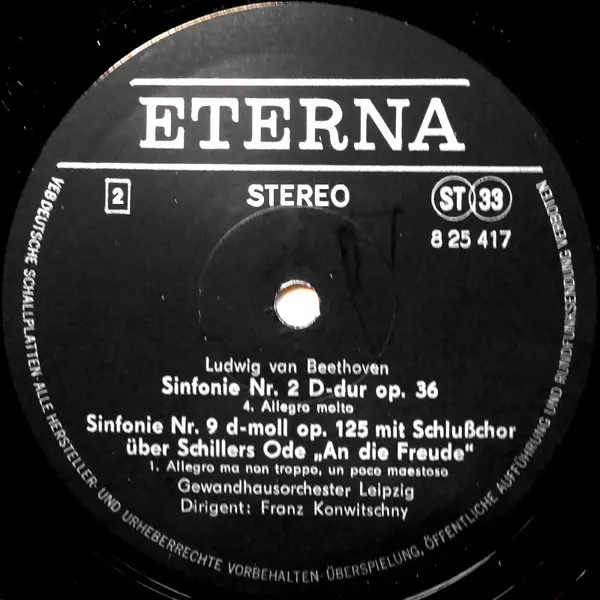 ETERNA
2
STEREO
ST 33
8 25 417
Ludwig van Beethoven
Sinfonie Nr. 2 D-dur op. 36
4. Allegro molto
Sinfonie Nr. 9 d-moll op. 125 mit Schlußchor
über Schillers Ode „An die Freude“
1. Allegro ma non troppo, un poco maestoso
Gewandhausorchester Leipzig
Dirigent: Franz Konwitschny
VEB DEUTSCHE SCHALLPLATTEN · ALLE HERSTELLER- UND URHEBERRECHTE VORBEHALTEN · ÜBERSPIELUNG, ÖFFENTLICHE AUFFÜHRUNG UND RUNDFUNKSENDUNG VERBOTEN